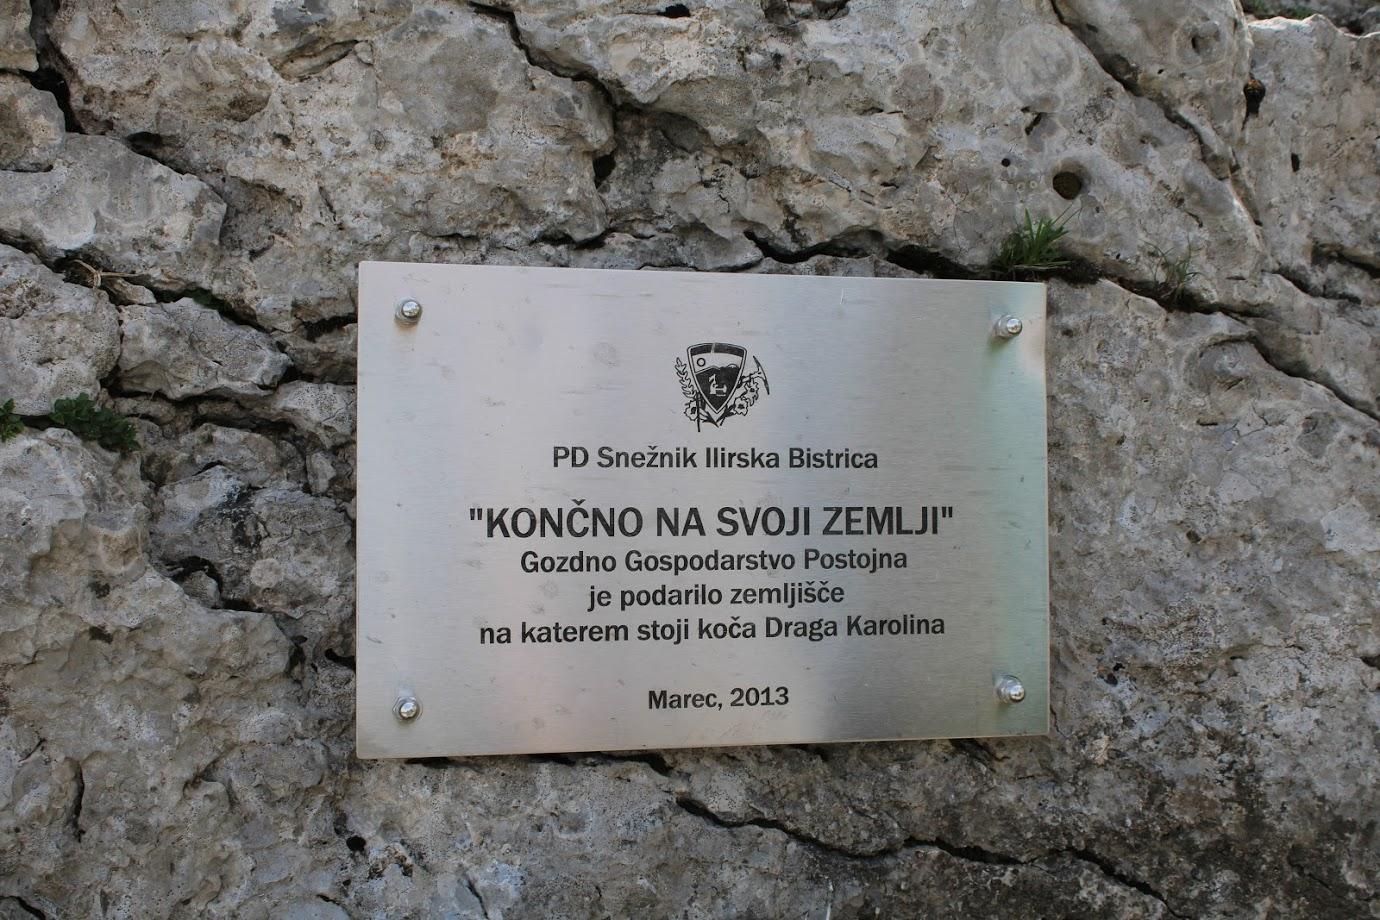 PD Snežnik Ilirska Bistrica
"KONČNO NA SVOJI ZEMLJI"
Gozdno Gospodarstvo Postojna
je podarilo zemljišče
na katerem stoji koča Draga Karolina
Marec, 2013